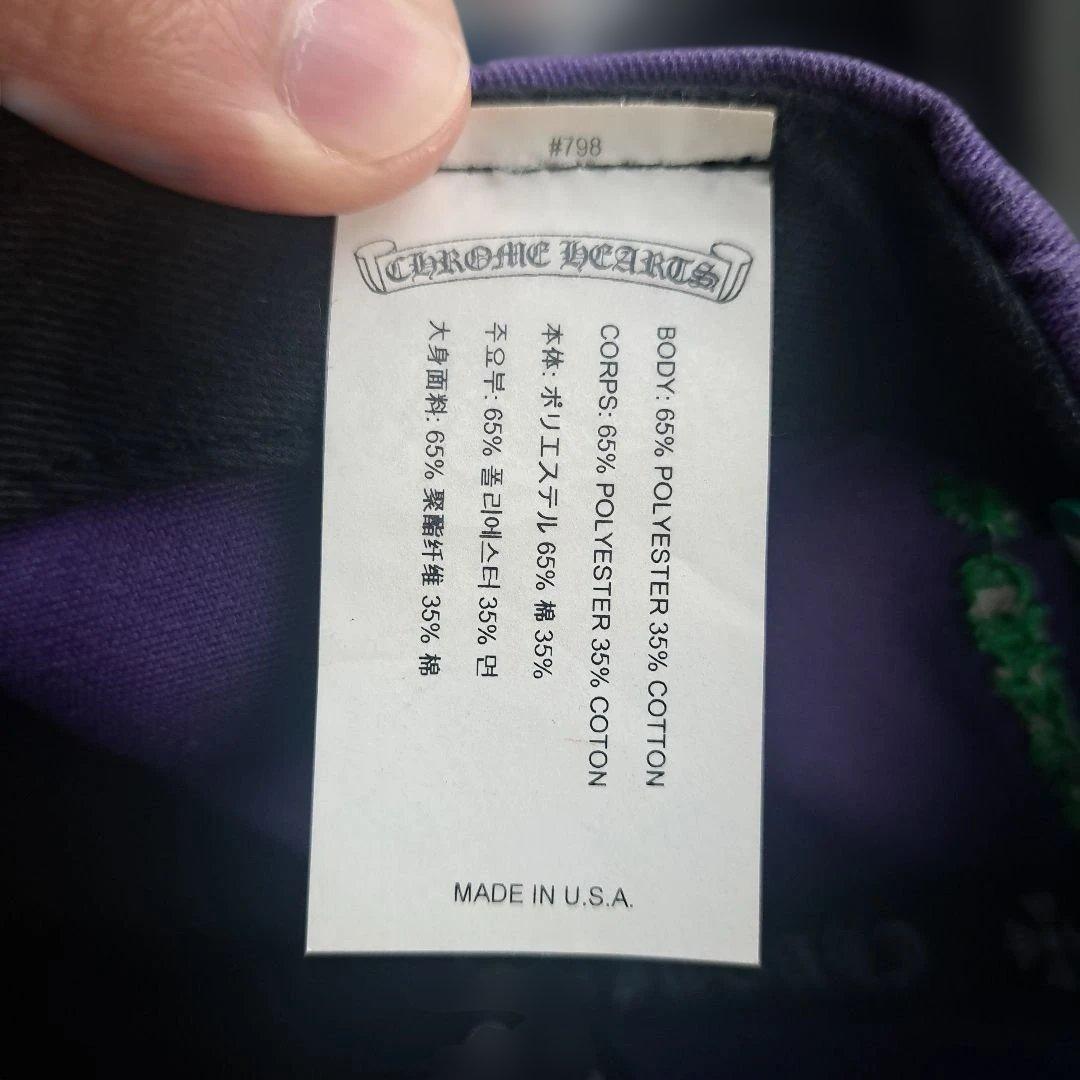 #798
CHROME HEARTS
BODY: 65% POLYESTER 35% COTTON
CORPS: 65% POLYESTER 35% COTON
本体: ポリエステル 65% 棉 35%
주요부: 65% 폴리에스터 35% 면
大身面料: 65% 聚酯纤维 35% 棉
MADE IN U.S.A.